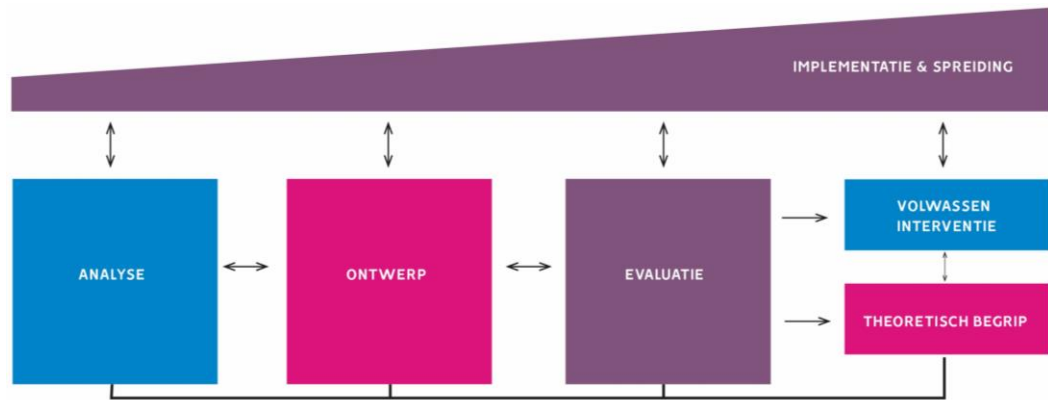 IMPLEMENTATIE & SPREIDING
VOLWASSEN
INTERVENTIE
ANALYSE
ONTWERP
EVALUATIE
THEORETISCH BEGRIP